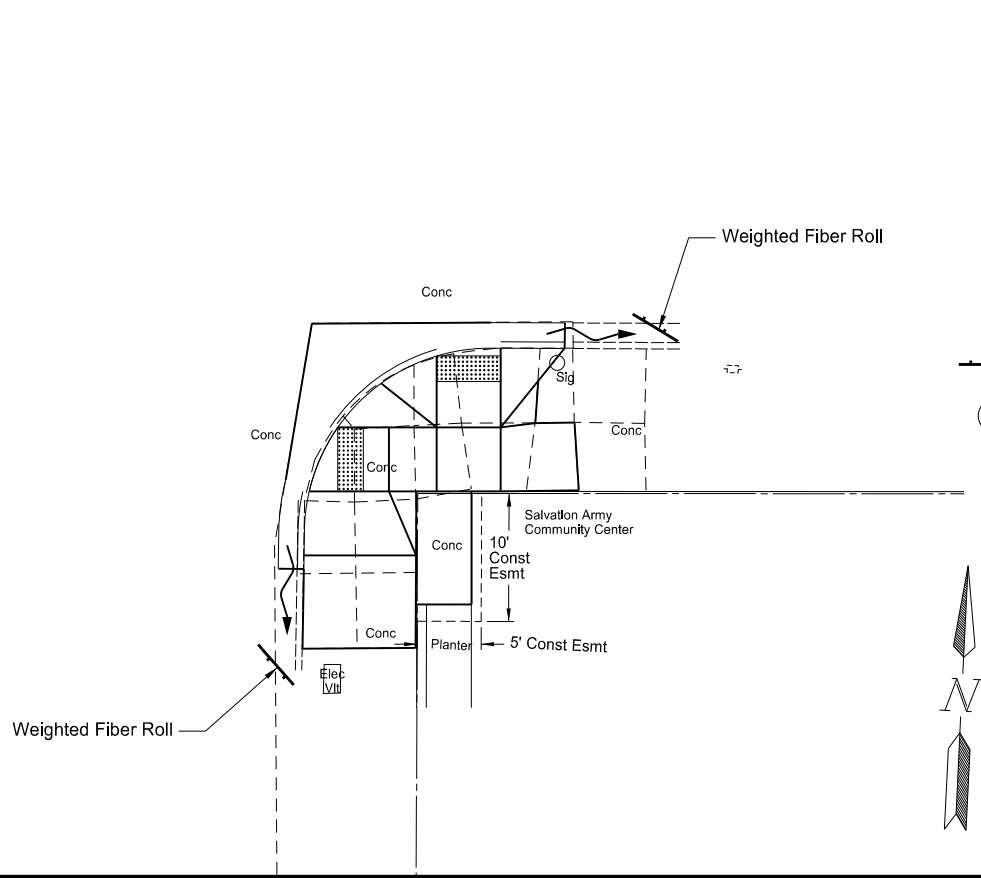 Weighted Fiber Roll
Conc
Sig
Conc
Conc
Conc
Salvation Army
Community Center
10'
Const
Esmt
Conc
Conc
Planter
5' Const Esmt
Elec
Vlt
N
Weighted Fiber Roll